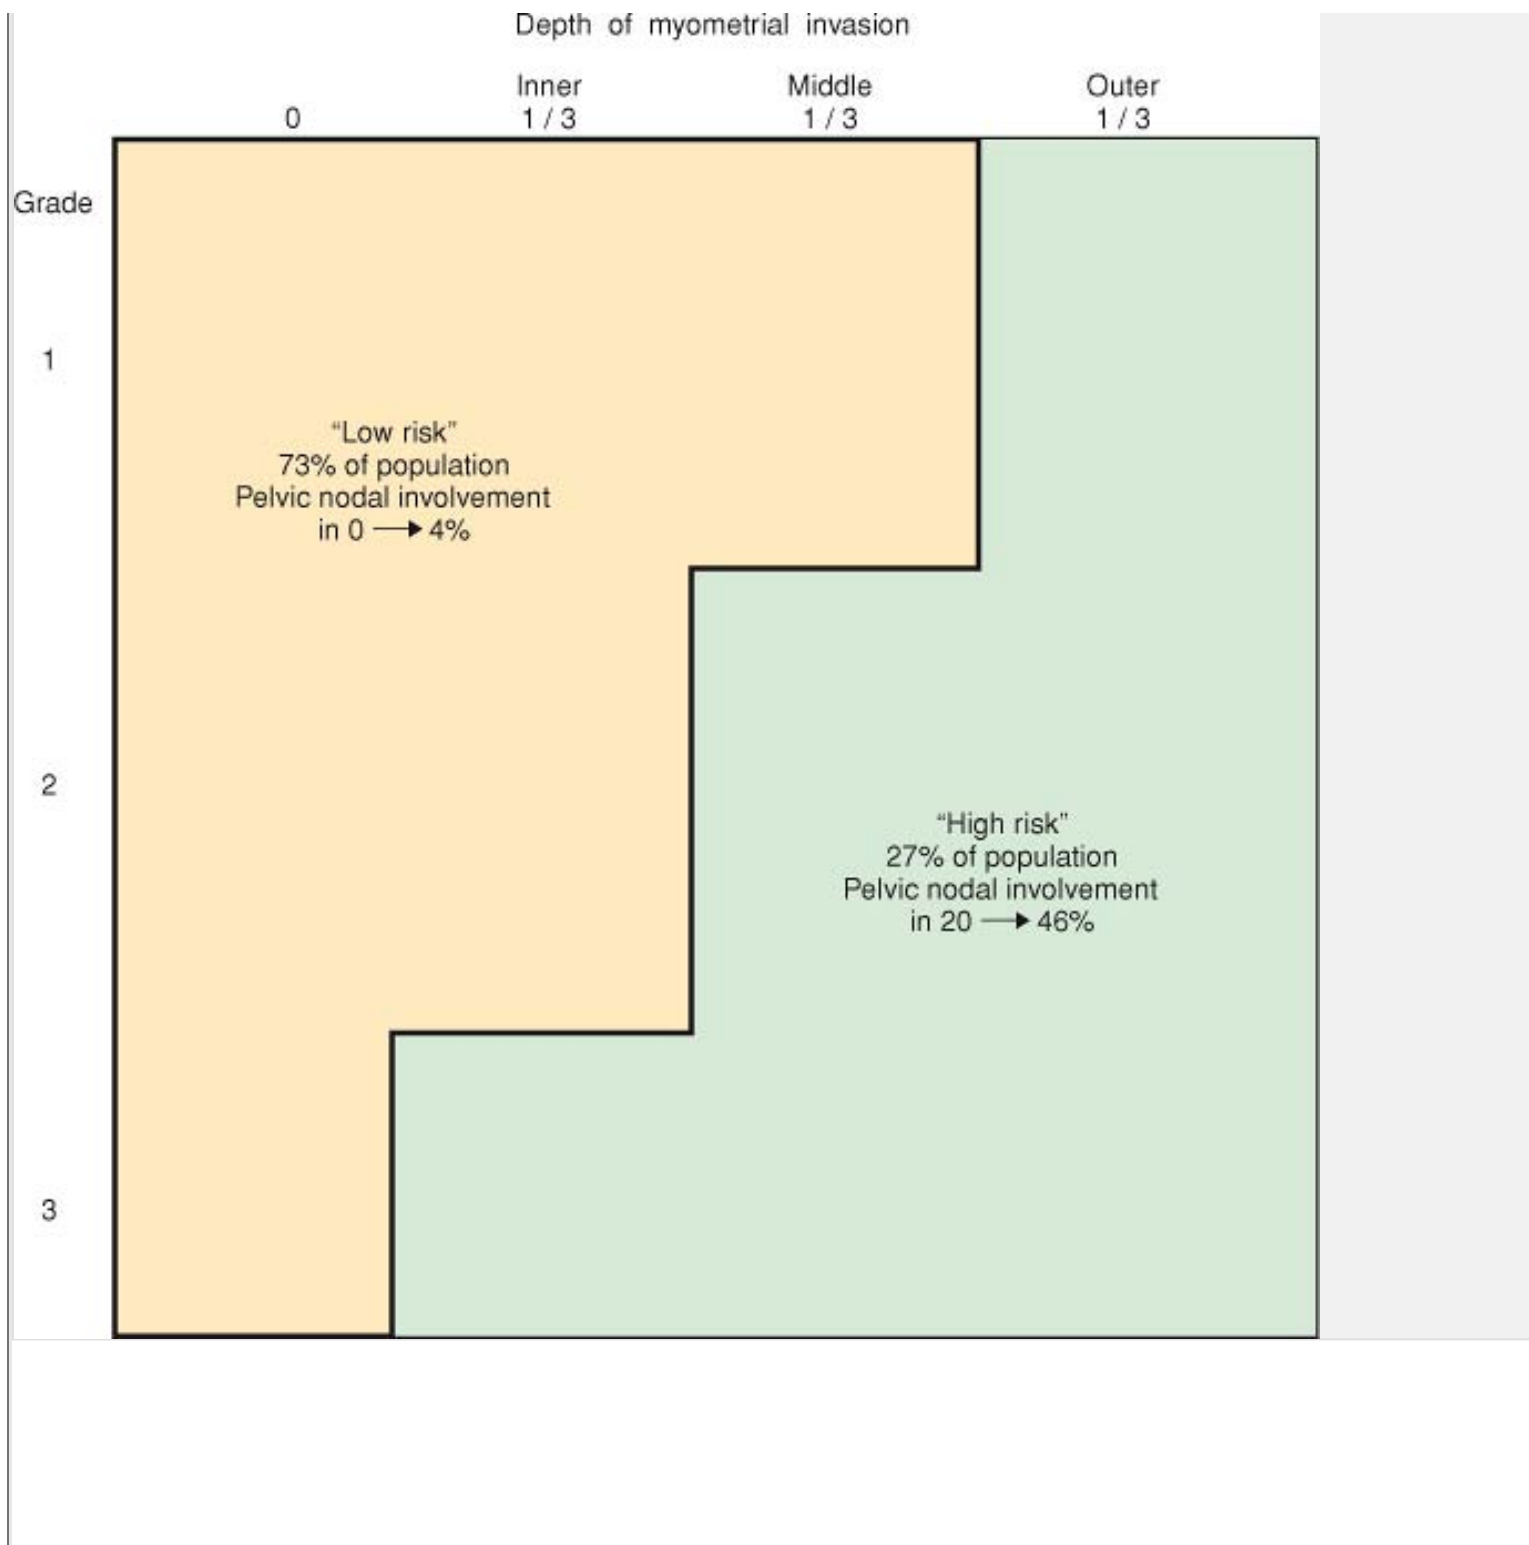 Depth of myometrial invasion
0
Inner
1 / 3
Middle
1 / 3
Outer
1 / 3
Grade
1
“Low risk”
73% of population
Pelvic nodal involvement
in 0 → 4%
2
“High risk”
27% of population
Pelvic nodal involvement
in 20 → 46%
3